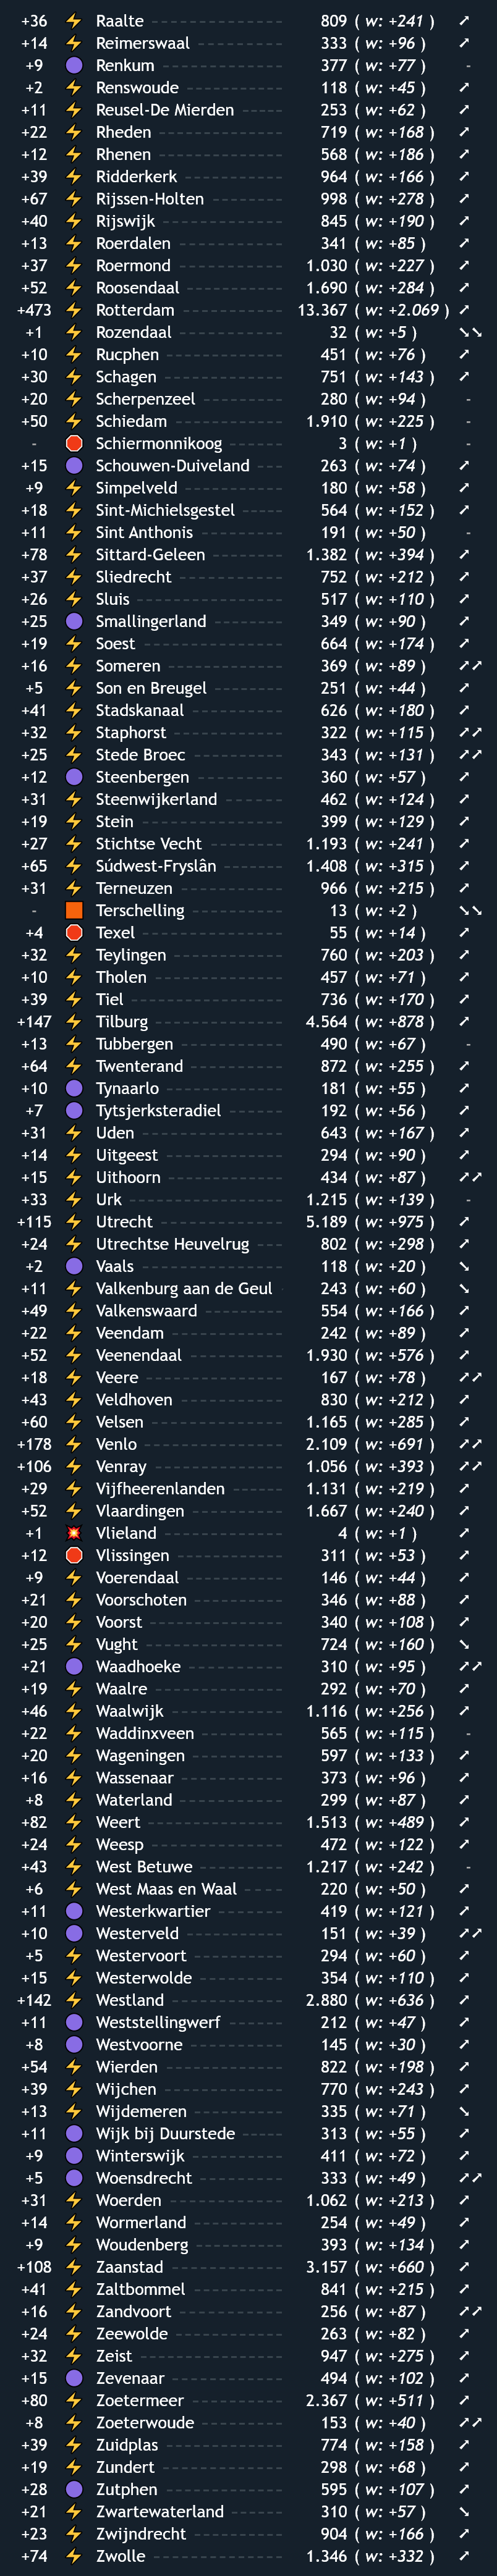 +36 Raalte 809 ( w: +241 )
+14 Reimerswaal 333 ( w: +96 )
+9 Renkum 377 ( w: +77 ) -
+2 Renswoude 118 ( w: +45 )
+11 Reusel-De Mierden 253 ( w: +62 )
+22 Rheden 719 ( w: +168 )
+12 Rhenen 568 ( w: +186 )
+39 Ridderkerk 964 ( w: +166 )
+67 Rijssen-Holten 998 ( w: +278 )
+40 Rijswijk 845 ( w: +190 )
+13 Roerdalen 341 ( w: +85 )
+37 Roermond 1.030 ( w: +227 )
+52 Roosendaal 1.690 ( w: +284 )
+473 Rotterdam 13.367 ( w: +2.069 )
+1 Rozendaal 32 ( w: +5 )
+10 Rucphen 451 ( w: +76 )
+30 Schagen 751 ( w: +143 )
+20 Scherpenzeel 280 ( w: +94 ) -
+50 Schiedam 1.910 ( w: +225 ) -
- Schiermonnikoog 3 ( w: +1 ) -
+15 Schouwen-Duiveland 263 ( w: +74 )
+9 Simpelveld 180 ( w: +58 )
+18 Sint-Michielsgestel 564 ( w: +152 )
+11 Sint Anthonis 191 ( w: +50 ) -
+78 Sittard-Geleen 1.382 ( w: +394 )
+37 Sliedrecht 752 ( w: +212 )
+26 Sluis 517 ( w: +110 )
+25 Smallingerland 349 ( w: +90 )
+19 Soest 664 ( w: +174 )
+16 Someren 369 ( w: +89 )
+5 Son en Breugel 251 ( w: +44 )
+41 Stadskanaal 626 ( w: +180 )
+32 Staphorst 322 ( w: +115 )
+25 Stede Broec 343 ( w: +131 )
+12 Steenbergen 360 ( w: +57 )
+31 Steenwijkerland 462 ( w: +124 )
+19 Stein 399 ( w: +129 )
+27 Stichtse Vecht 1.193 ( w: +241 )
+65 Súdwest-Fryslân 1.408 ( w: +315 )
+31 Terneuzen 966 ( w: +215 )
- Terschelling 13 ( w: +2 )
+4 Texel 55 ( w: +14 )
+32 Teylingen 760 ( w: +203 )
+10 Tholen 457 ( w: +71 )
+39 Tiel 736 ( w: +170 )
+147 Tilburg 4.564 ( w: +878 )
+13 Tubbergen 490 ( w: +67 ) -
+64 Twenterand 872 ( w: +255 )
+10 Tynaarlo 181 ( w: +55 )
+7 Tytsjerksteradiel 192 ( w: +56 )
+31 Uden 643 ( w: +167 )
+14 Uitgeest 294 ( w: +90 )
+15 Uithoorn 434 ( w: +87 )
+33 Urk 1.215 ( w: +139 ) -
+115 Utrecht 5.189 ( w: +975 )
+24 Utrechtse Heuvelrug 802 ( w: +298 )
+2 Vaals 118 ( w: +20 )
+11 Valkenburg aan de Geul 243 ( w: +60 )
+49 Valkenswaard 554 ( w: +166 )
+22 Veendam 242 ( w: +89 )
+52 Veenendaal 1.930 ( w: +576 )
+18 Veere 167 ( w: +78 )
+43 Veldhoven 830 ( w: +212 )
+60 Velsen 1.165 ( w: +285 )
+178 Venlo 2.109 ( w: +691 )
+106 Venray 1.056 ( w: +393 )
+29 Vijfheerenlanden 1.131 ( w: +219 )
+52 Vlaardingen 1.667 ( w: +240 )
+1 Vlieland 4 ( w: +1 )
+12 Vlissingen 311 ( w: +53 )
+9 Voerendaal 146 ( w: +44 )
+21 Voorschoten 346 ( w: +88 )
+20 Voorst 340 ( w: +108 )
+25 Vught 724 ( w: +160 )
+21 Waadhoeke 310 ( w: +95 )
+19 Waalre 292 ( w: +70 )
+46 Waalwijk 1.116 ( w: +256 )
+22 Waddinxveen 565 ( w: +115 ) -
+20 Wageningen 597 ( w: +133 )
+16 Wassenaar 373 ( w: +96 )
+8 Waterland 299 ( w: +87 )
+82 Weert 1.513 ( w: +489 )
+24 Weesp 472 ( w: +122 )
+43 West Betuwe 1.217 ( w: +242 ) -
+6 West Maas en Waal 220 ( w: +50 )
+11 Westerkwartier 419 ( w: +121 )
+10 Westerveld 151 ( w: +39 )
+5 Westervoort 294 ( w: +60 )
+15 Westerwolde 354 ( w: +110 )
+142 Westland 2.880 ( w: +636 )
+11 Weststellingwerf 212 ( w: +47 )
+8 Westvoorne 145 ( w: +30 )
+54 Wierden 822 ( w: +198 )
+39 Wijchen 770 ( w: +243 )
+13 Wijdemeren 335 ( w: +71 )
+11 Wijk bij Duurstede 313 ( w: +55 )
+9 Winterswijk 411 ( w: +72 )
+5 Woensdrecht 333 ( w: +49 )
+31 Woerden 1.062 ( w: +213 )
+14 Wormerland 254 ( w: +49 )
+9 Woudenberg 393 ( w: +134 )
+108 Zaanstad 3.157 ( w: +660 )
+41 Zaltbommel 841 ( w: +215 )
+16 Zandvoort 256 ( w: +87 )
+24 Zeewolde 263 ( w: +82 )
+32 Zeist 947 ( w: +275 )
+15 Zevenaar 494 ( w: +102 )
+80 Zoetermeer 2.367 ( w: +511 )
+8 Zoeterwoude 153 ( w: +40 )
+39 Zuidplas 774 ( w: +158 )
+19 Zundert 298 ( w: +68 )
+28 Zutphen 595 ( w: +107 )
+21 Zwartewaterland 310 ( w: +57 )
+23 Zwijndrecht 904 ( w: +166 )
+74 Zwolle 1.346 ( w: +332 )